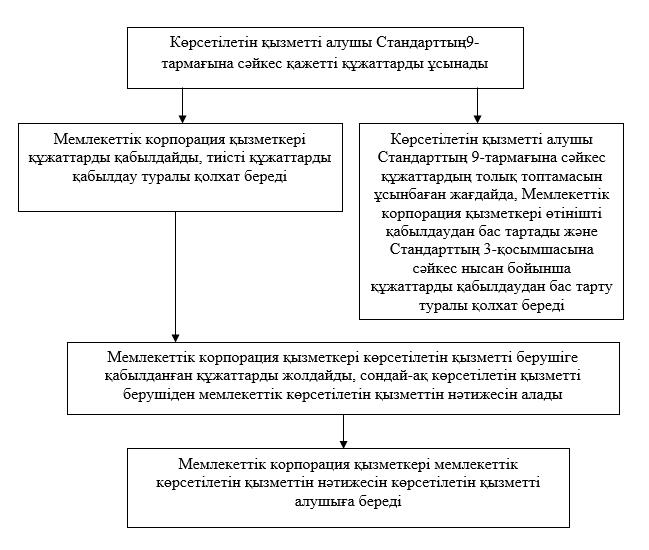 Көрсетілетін қызметті алушы Стандарттың9-
тармағына сәйкес қажетті құжаттарды ұсынады
Мемлекеттік корпорация қызметкері
құжаттарды қабылдайды, тиісті құжаттарды
қабылдау туралы қолхат береді
Көрсетілетін қызметті алушы
Стандарттың 9-тармағына сәйкес
құжаттардың толық топтамасын
ұсынбаған жағдайда, Мемлекеттік
корпорация қызметкері өтінішті
қабылдаудан бас тартады және
Стандарттың 3-қосымшасына
сәйкес нысан бойынша
құжаттарды қабылдаудан бас тарту
туралы қолхат береді
Мемлекеттік корпорация қызметкері көрсетілетін қызметті берушіге
қабылданған құжаттарды жолдайды, сондай-ақ көрсетілетін қызметті
берушіден мемлекеттік көрсетілетін қызметтін нәтижесін алады
Мемлекеттік корпорация қызметкері мемлекеттік
көрсетілетін қызметтін нәтижесін көрсетілетін қызметті
алушыға береді